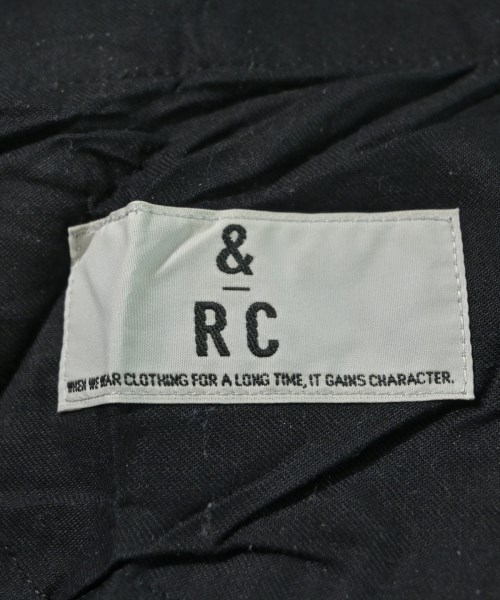 &
RC
WHEN WE WEAR CLOTHING FOR A LONG TIME, IT GAINS CHARACTER.